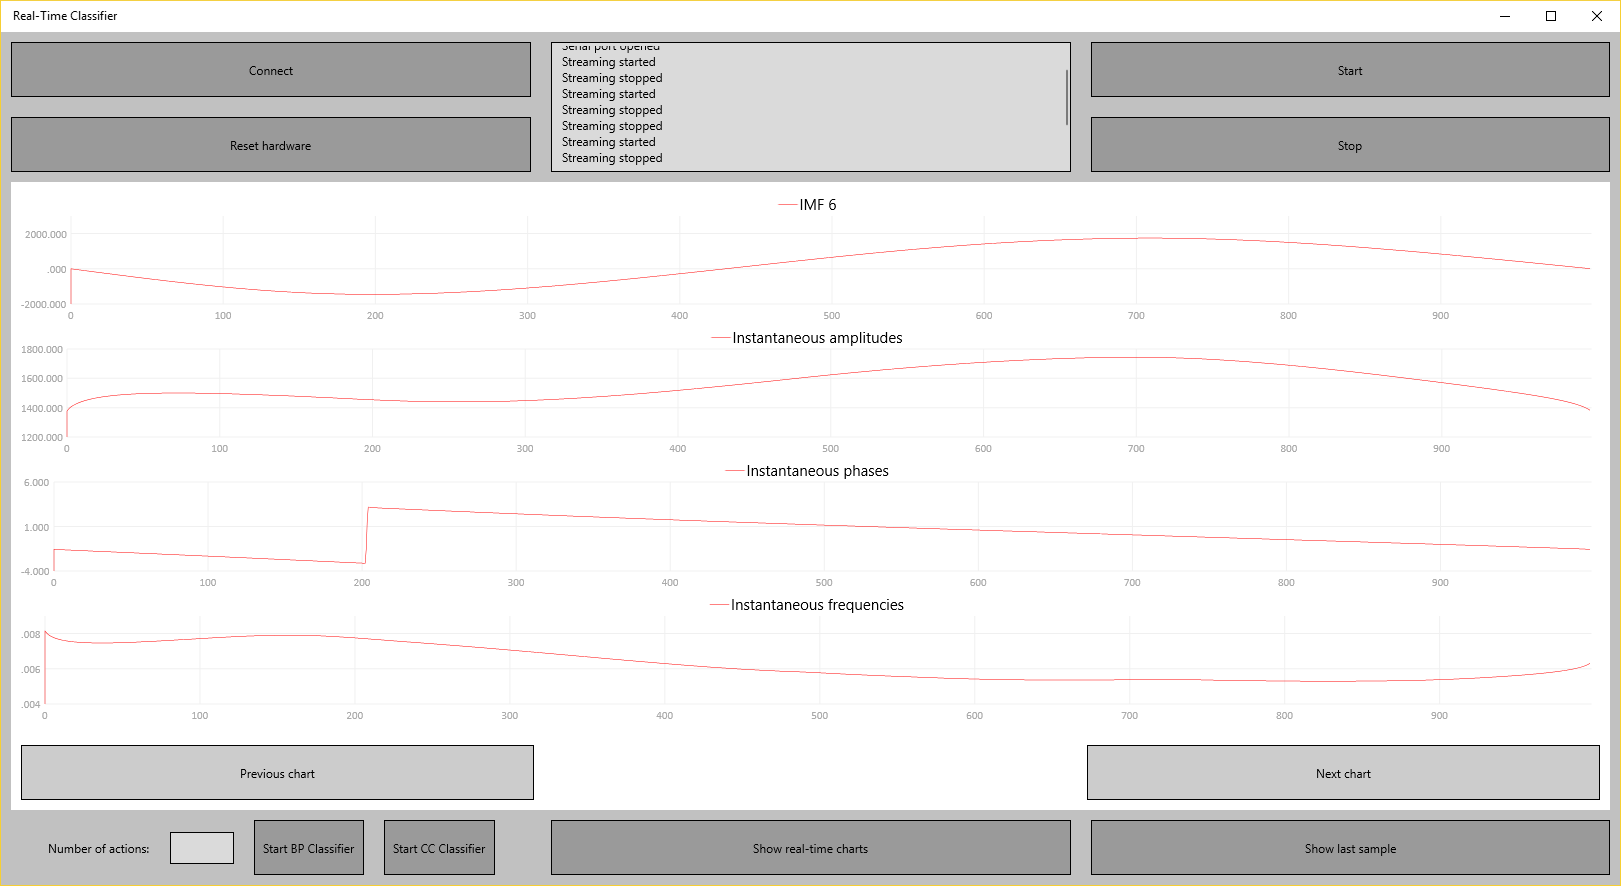 Real-Time Classifier
Connect
Reset hardware
Serial port opened
Streaming started
Streaming stopped
Streaming started
Streaming stopped
Streaming stopped
Streaming started
Streaming stopped
Start
Stop
IMF 6
2000.000
.000
-2000.000
0 100 200 300 400 500 600 700 800 900
Instantaneous amplitudes
1800.000
1600.000
1400.000
1200.000
0 100 200 300 400 500 600 700 800 900
Instantaneous phases
6.000
1.000
-4.000
0 100 200 300 400 500 600 700 800 900
Instantaneous frequencies
.008
.006
.004
0 100 200 300 400 500 600 700 800 900
Previous chart
Next chart
Number of actions:
Start BP Classifier
Start CC Classifier
Show real-time charts
Show last sample